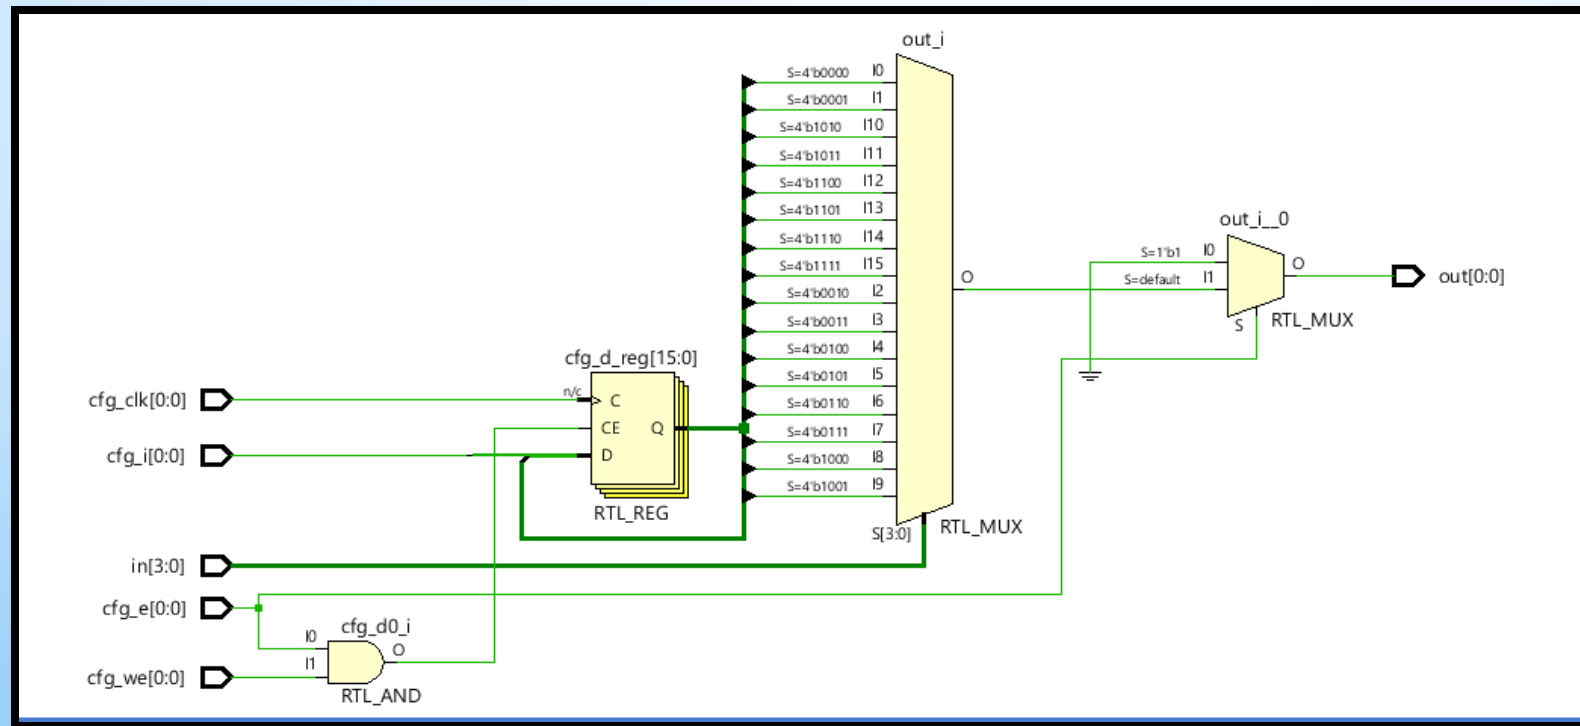 out_i
S=4'b0000 I0
S=4'b0001 I1
S=4'b1010 I10
S=4'b1011 I11
S=4'b1100 I12
S=4'b1101 I13
S=4'b1110 I14
S=4'b1111 I15
S=4'b0010 I2
S=4'b0011 I3
S=4'b0100 I4
S=4'b0101 I5
S=4'b0110 I6
S=4'b0111 I7
S=4'b1000 I8
S=4'b1001 I9
O
S[3:0]
RTL_MUX
out_i__0
S=1'b1 I0
S=default I1
O
S
RTL_MUX
out[0:0]
cfg_d_reg[15:0]
n/c
C
CE
Q
D
RTL_REG
cfg_clk[0:0]
cfg_i[0:0]
in[3:0]
cfg_e[0:0]
cfg_we[0:0]
cfg_d0_i
I0
I1
O
RTL_AND